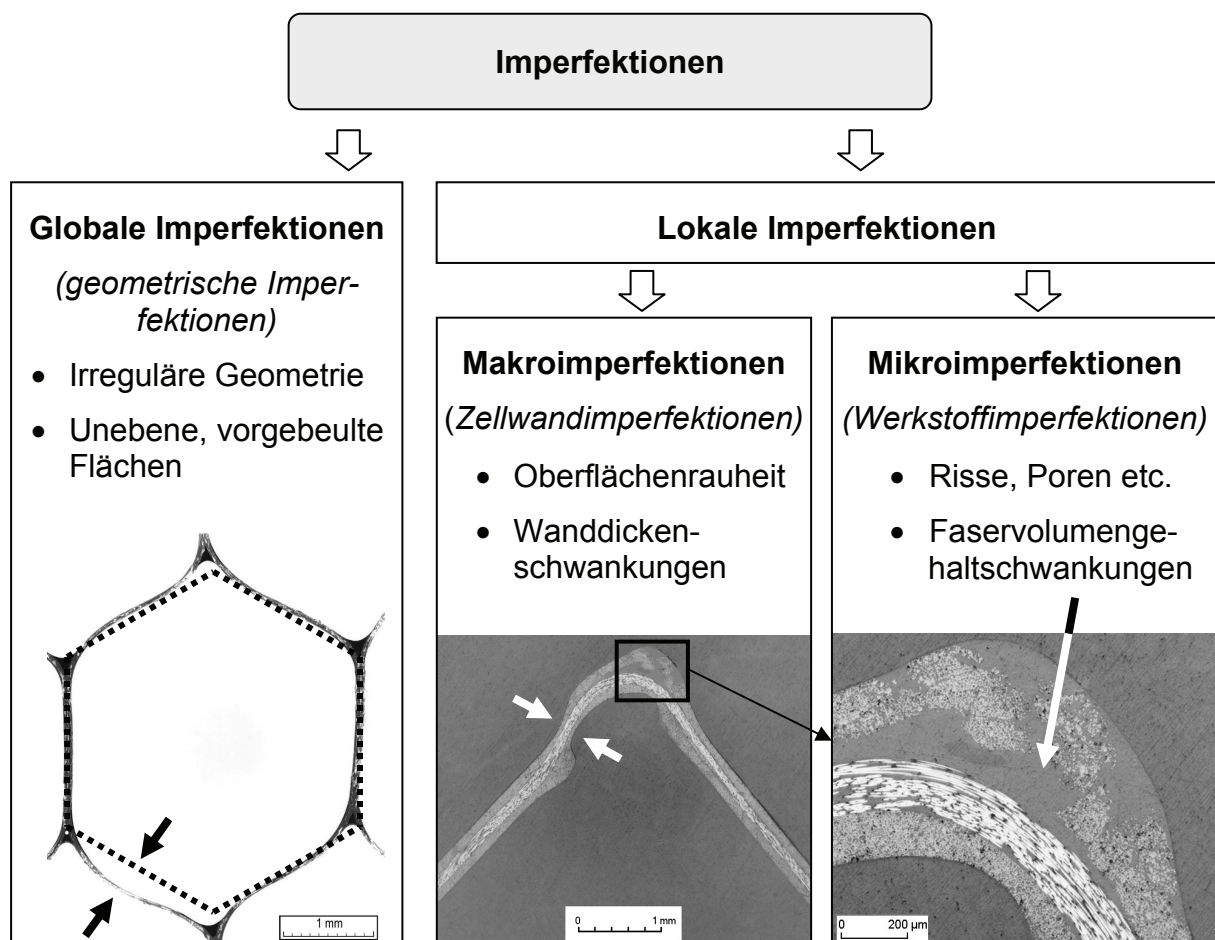 Imperfektionen
Globale Imperfektionen
(geometrische Imper-
fektionen)
• Irreguläre Geometrie
• Unebene, vorgebeulte
Flächen
1 mm
Lokale Imperfektionen
Makroimperfektionen
(Zellwandimperfektionen)
• Oberflächenrauheit
• Wanddicken-
schwankungen
0 1 mm
Mikroimperfektionen
(Werkstoffimperfektionen)
• Risse, Poren etc.
• Faservolumenge-
haltschwankungen
0 200 µm